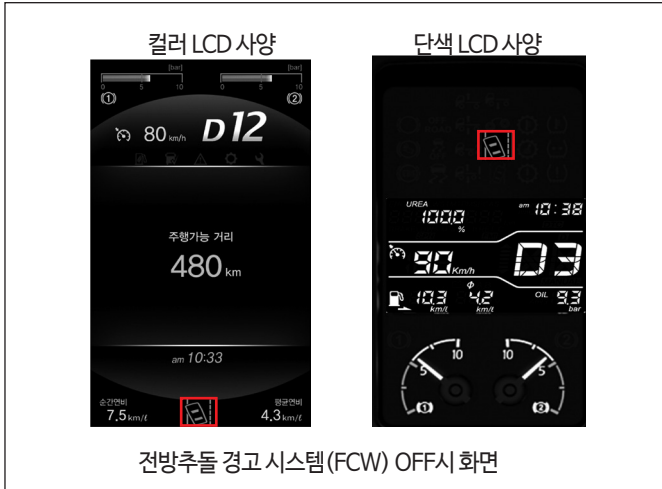 컬러 LCD 사양
단색 LCD 사양
[bar] [bar]
0 5 10 0 5 10
(1) (2)
80 km/h D12
주행가능 거리
480 km
am 10:33
순간연비 평균연비
7.5 km/ℓ 4.3 km/ℓ
UREA am 10:38
100.0
%
90 Km/h D3
10.3 Φ 4.2 OIL 9.3
km/ℓ km/ℓ bar
10 10
5 5
(1) (2)
전방추돌 경고 시스템(FCW) OFF시 화면